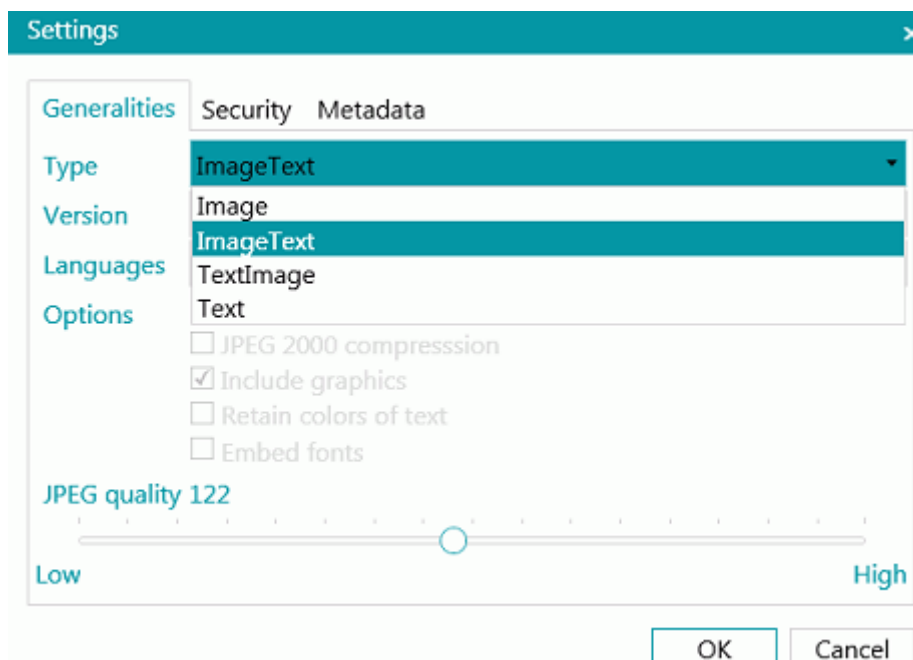 Settings
Generalities Security Metadata
Type ImageText
Image
Version
ImageText
Languages
TextImage
Options
Text
JPEG 2000 compresssion
Include graphics
Retain colors of text
Embed fonts
JPEG quality 122
Low High
OK Cancel